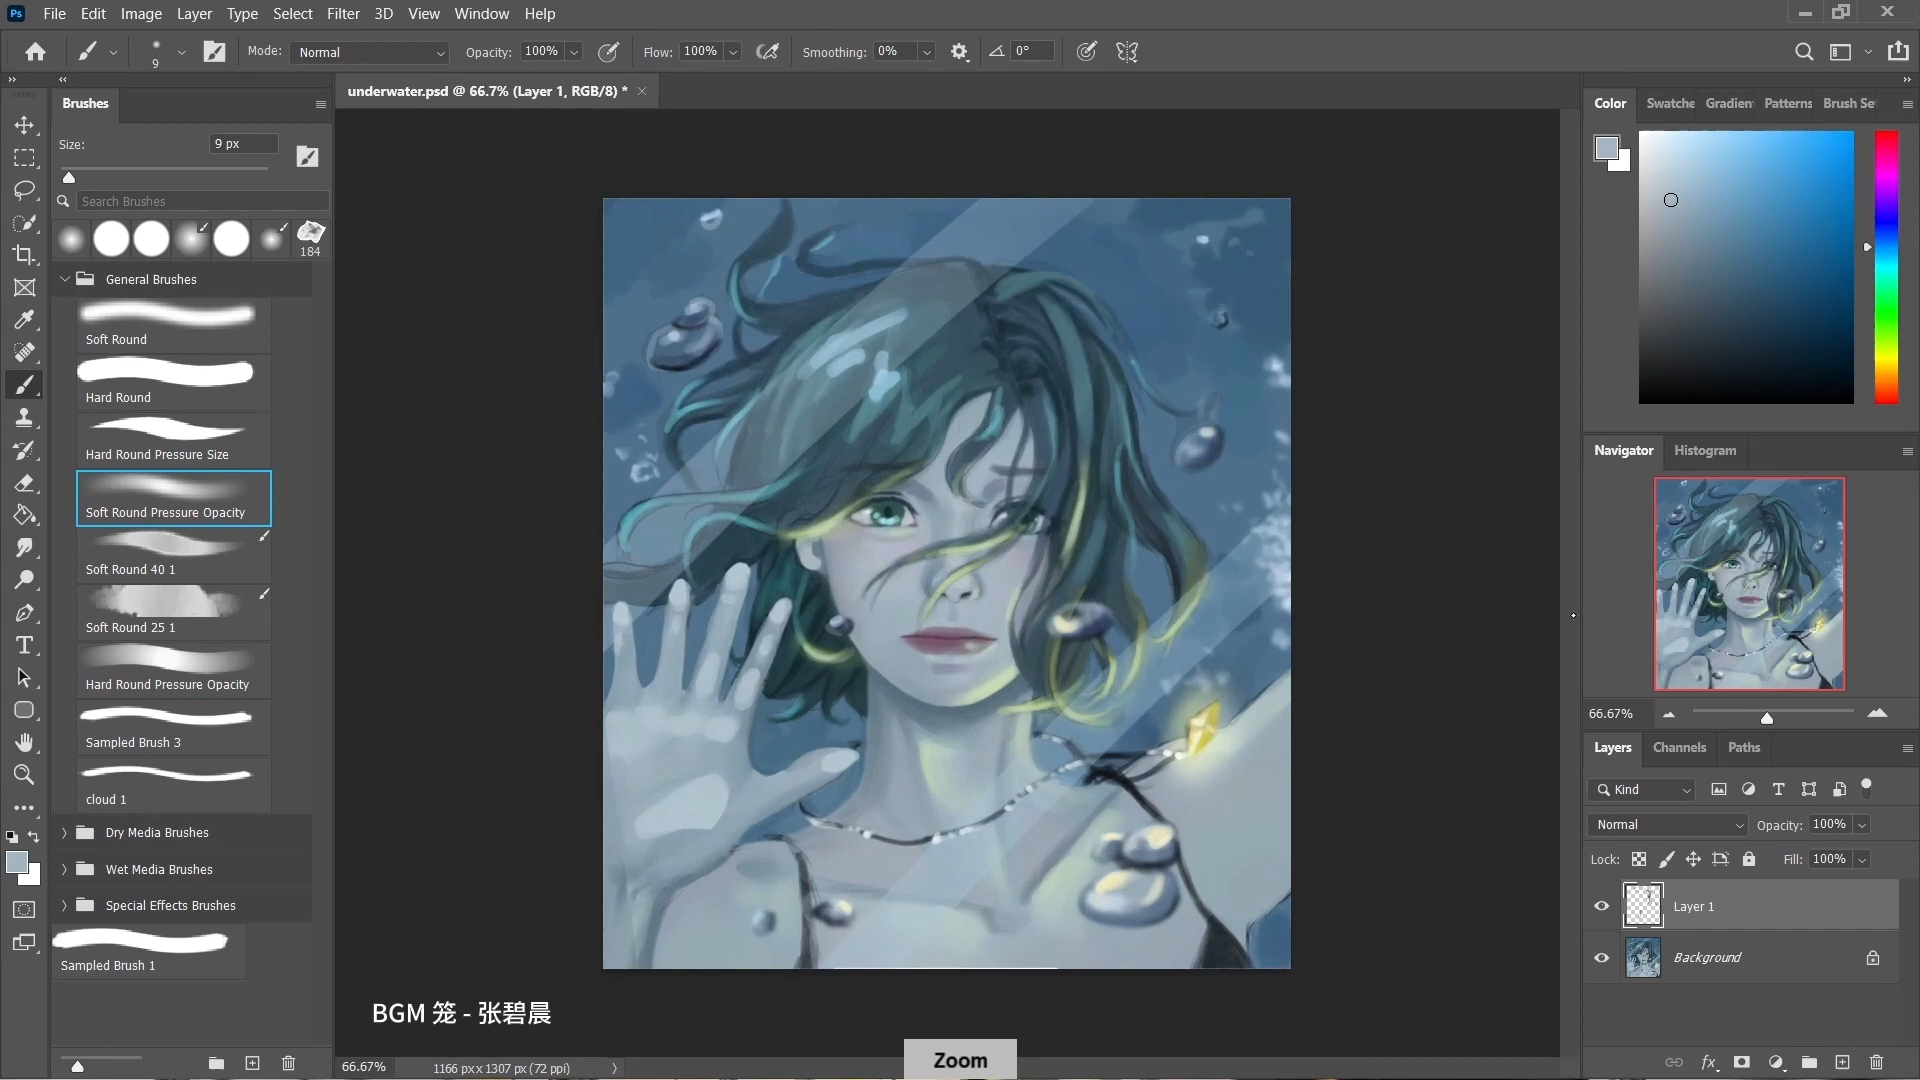 Ps File Edit Image Layer Type Select Filter 3D View Window Help
9 Mode: Normal Opacity: 100% Flow: 100% Smoothing: 0% 0°
Brushes
underwater.psd @ 66.7% (Layer 1, RGB/8) *
Size: 9 px
Search Brushes
184
General Brushes
Soft Round
Hard Round
Hard Round Pressure Size
Soft Round Pressure Opacity
Soft Round 40 1
Soft Round 25 1
Hard Round Pressure Opacity
Sampled Brush 3
cloud 1
Dry Media Brushes
Wet Media Brushes
Special Effects Brushes
Sampled Brush 1
BGM 笼 - 张碧晨
66.67% 1166 px x 1307 px (72 ppi)
Zoom
Color Swatche Gradien Patterns Brush Se
Navigator Histogram
66.67%
Layers Channels Paths
Kind
Normal Opacity: 100%
Lock: Fill: 100%
Layer 1
Background
fx